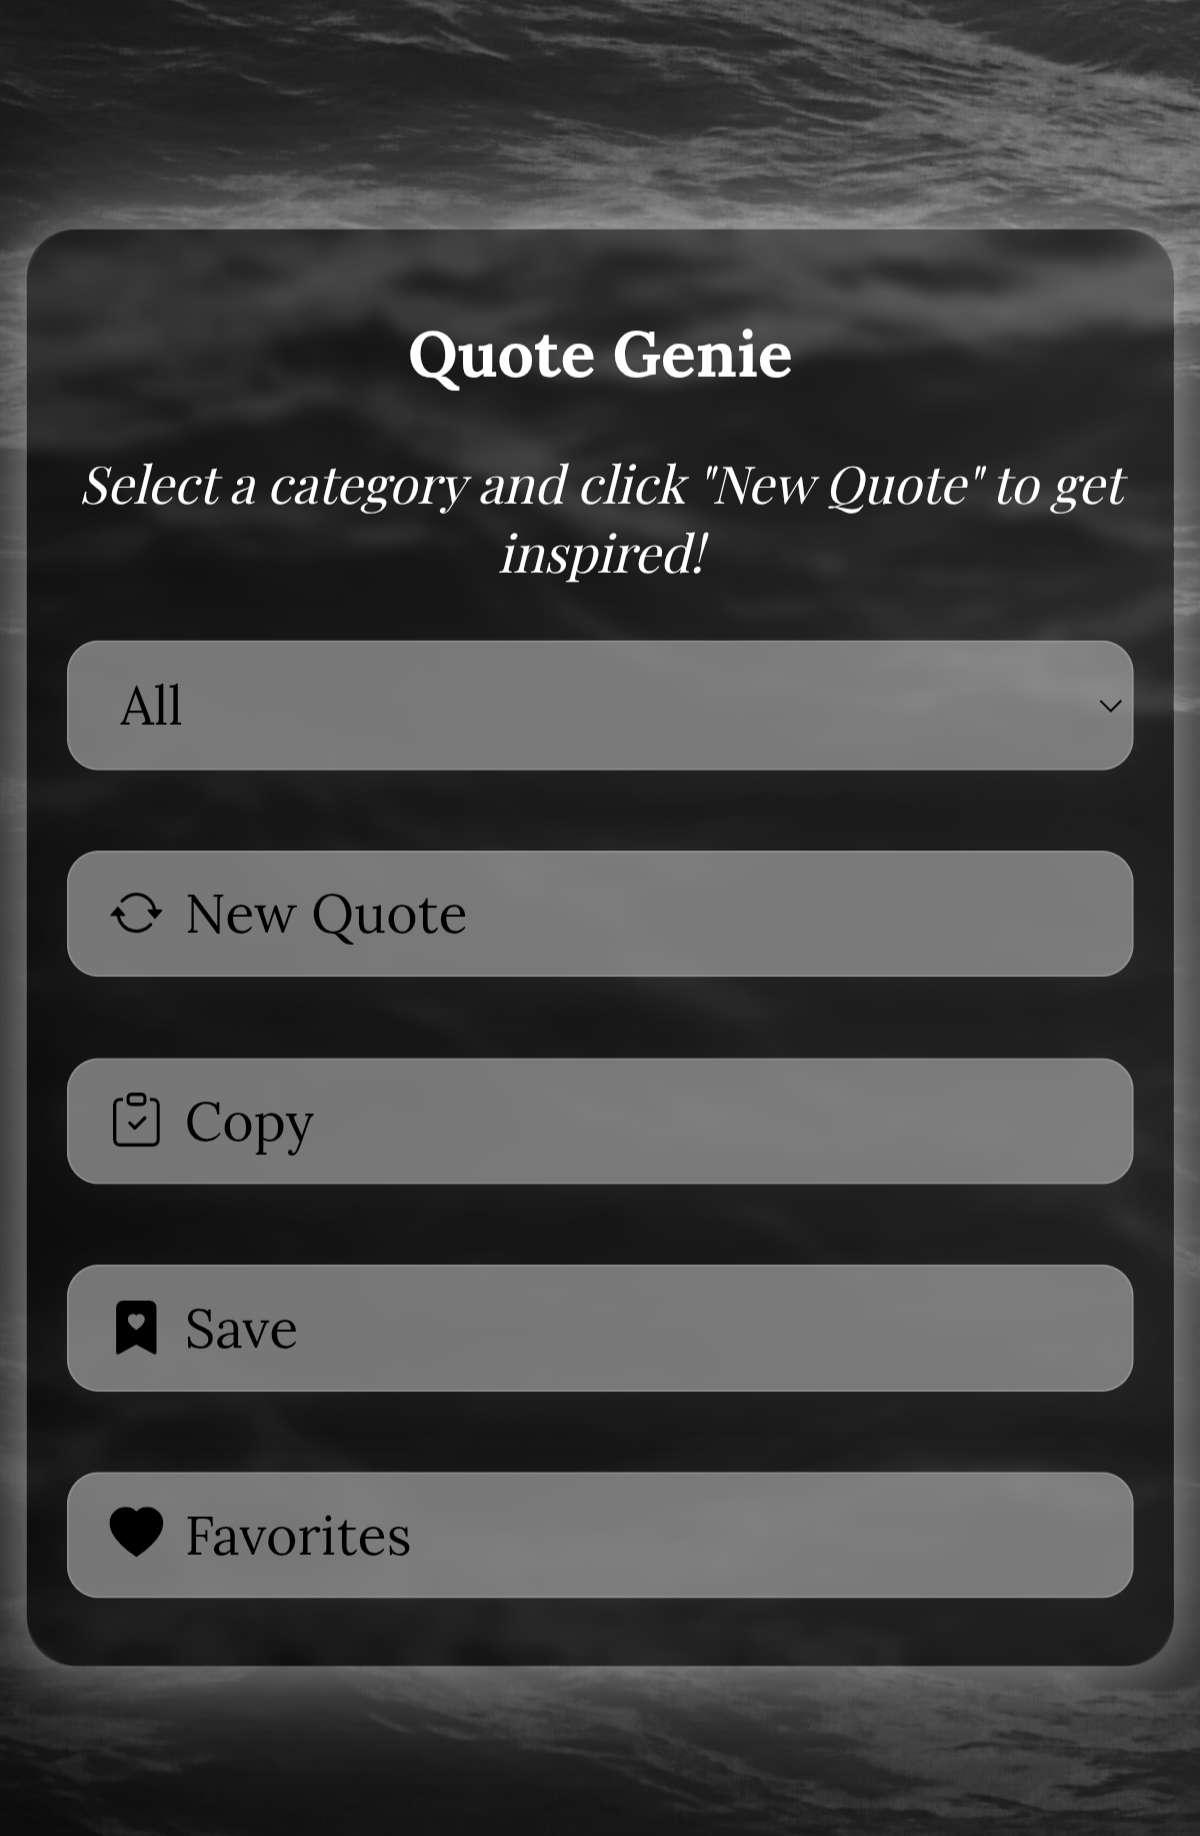 Quote Genie
Select a category and click "New Quote" to get
inspired!
All
New Quote
Copy
Save
Favorites